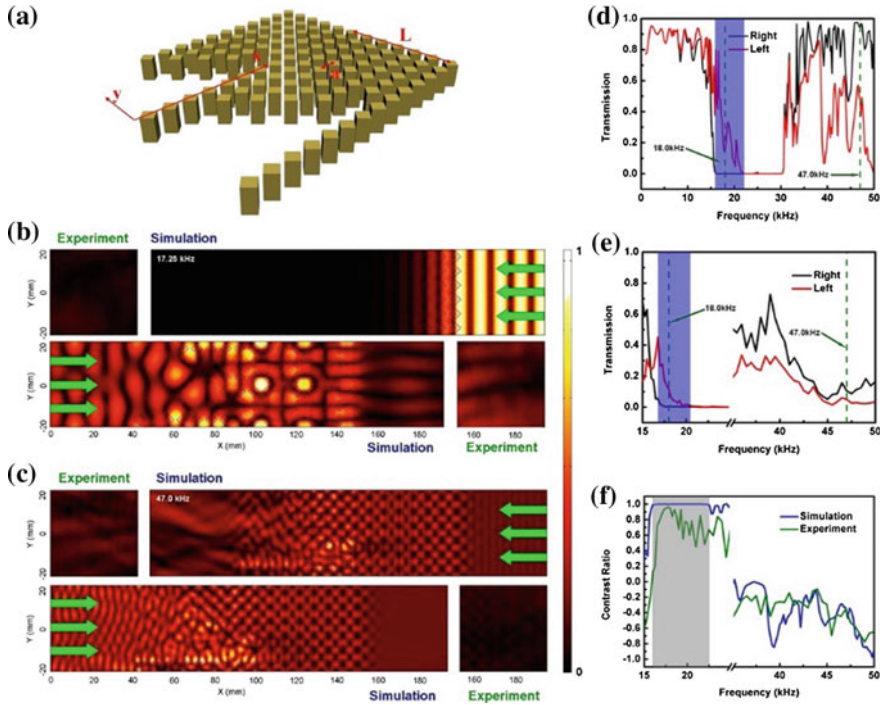 (a)
L
A
a
y
(b)
Experiment Simulation
17.25 kHz
Y (mm)
20
0
-20
Y (mm)
20
0
-20
0 20 40 60 80 100 120 140 160 180
X (mm)
160 180
Simulation Experiment
(c)
Experiment Simulation
47.0 kHz
Y (mm)
20
0
-20
Y (mm)
20
0
-20
0 20 40 60 80 100 120 140 160 180
X (mm)
160 180
Simulation Experiment
1
0
(d)
Transmission
1.0
0.8
0.6
0.4
0.2
0.0
Right
Left
18.0kHz
47.0kHz
0 10 20 30 40 50
Frequency (kHz)
(e)
Transmission
1.0
0.8
0.6
0.4
0.2
0.0
Right
Left
18.0kHz
47.0kHz
15 20 40 45 50
Frequency (kHz)
(f)
Contrast Ratio
1.0
0.8
0.6
0.4
0.2
0.0
-0.2
-0.4
-0.6
-0.8
-1.0
Simulation
Experiment
15 20 40 45 50
Frequency (kHz)